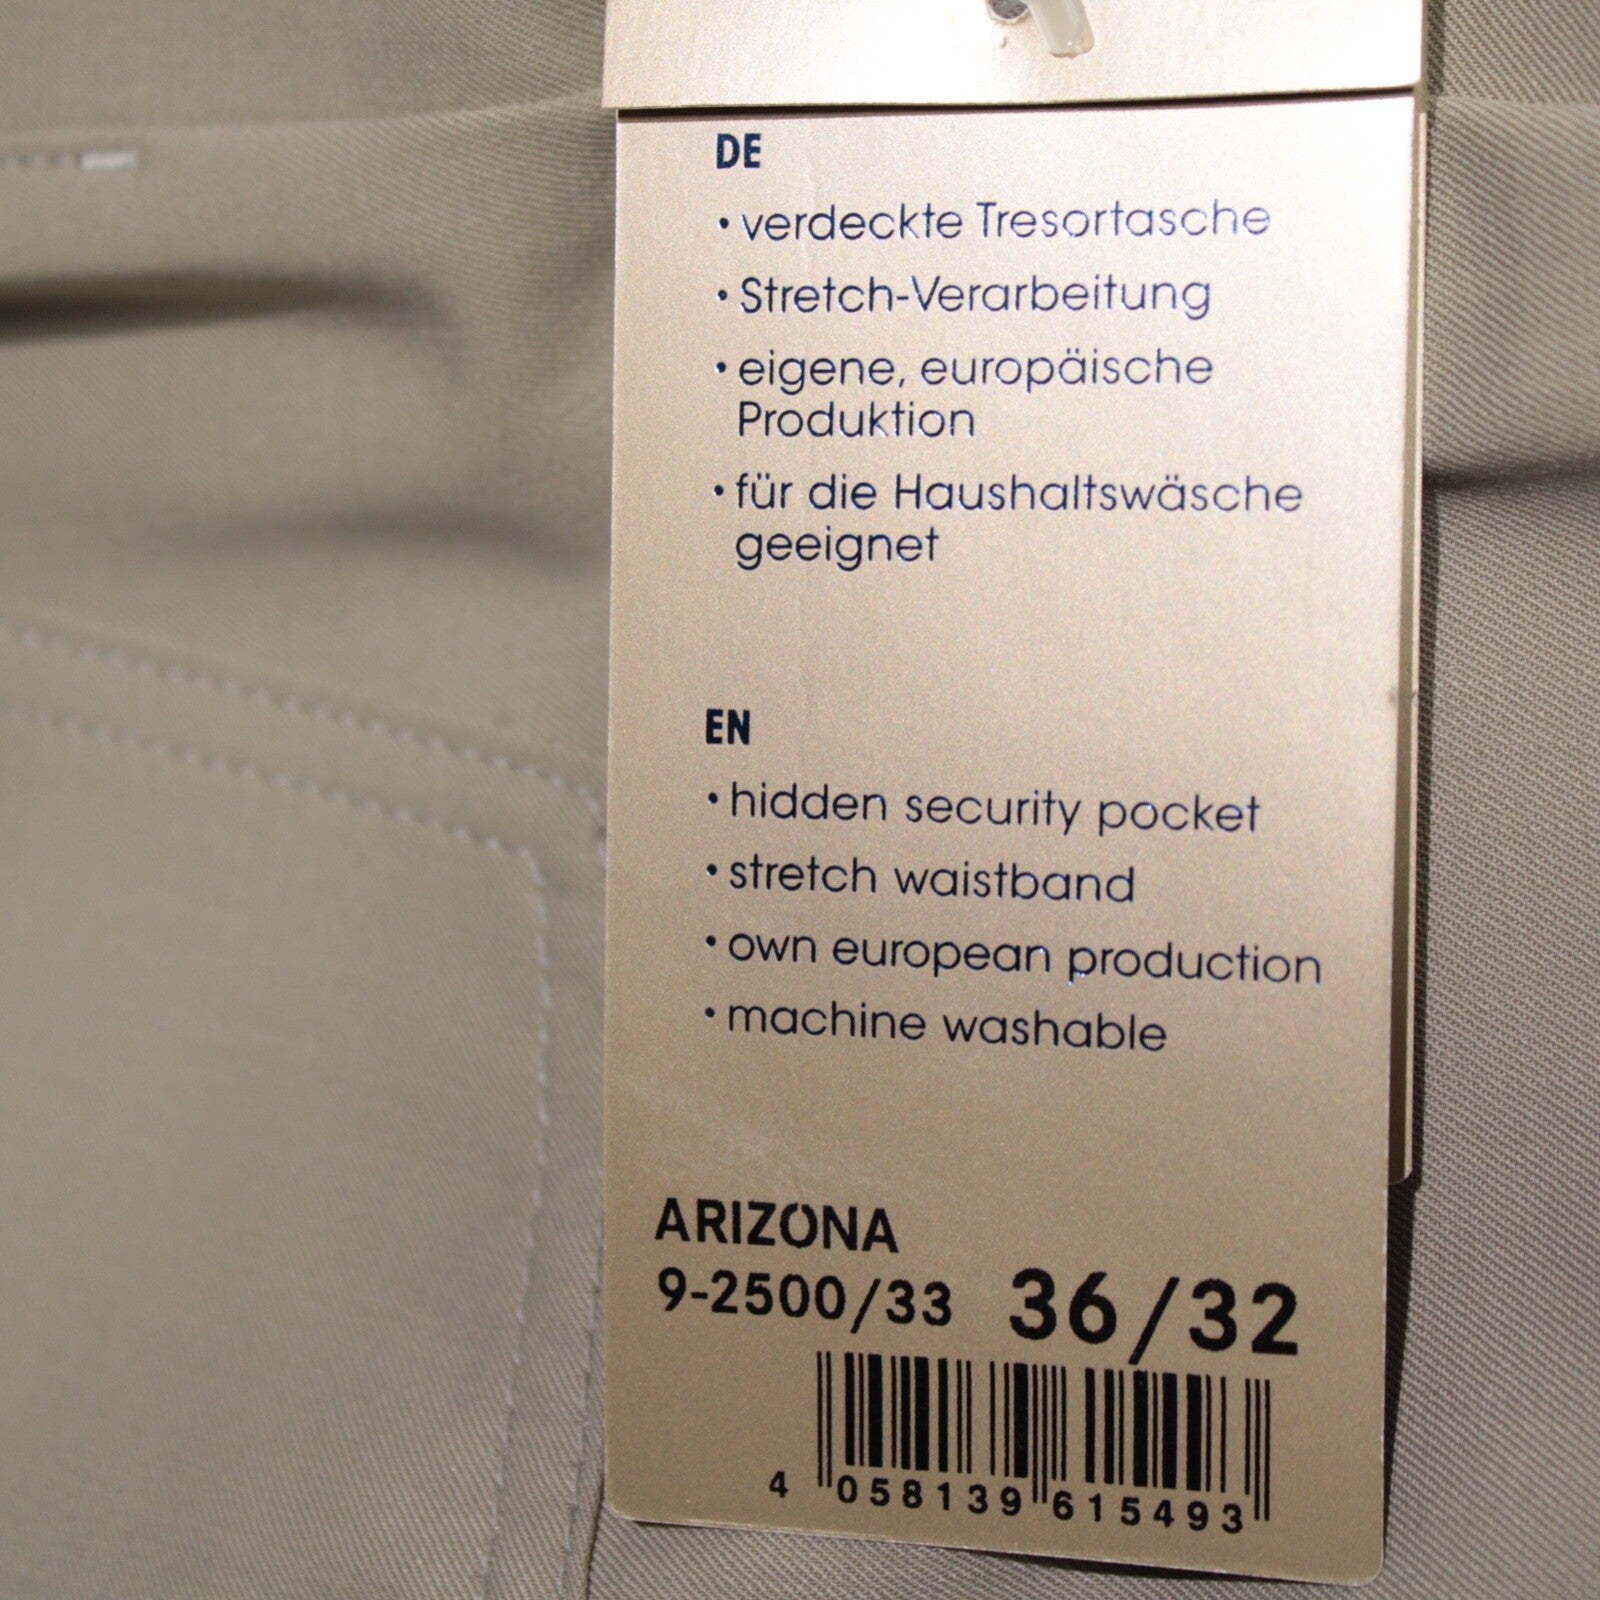 DE
• verdeckte Tresortasche
• Stretch-Verarbeitung
• eigene, europäische
Produktion
• für die Haushaltswäsche
geeignet
EN
• hidden security pocket
• stretch waistband
• own european production
• machine washable
ARIZONA
9-2500/33 36/32
4 058139 615493